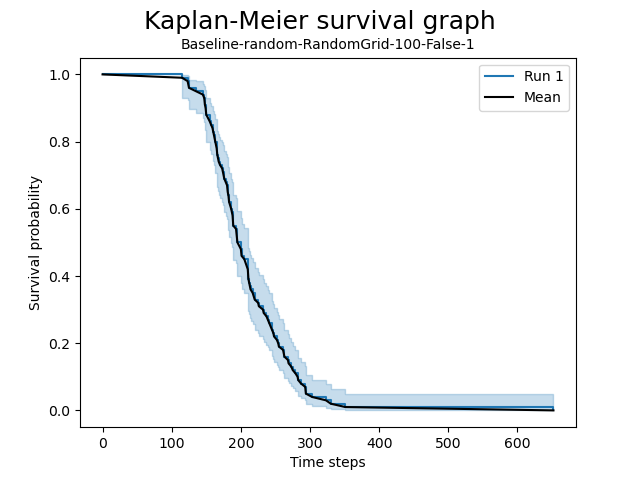 Kaplan-Meier survival graph
Baseline-random-RandomGrid-100-False-1
Run 1
Mean
Survival probability
1.0
0.8
0.6
0.4
0.2
0.0
0 100 200 300 400 500 600
Time steps